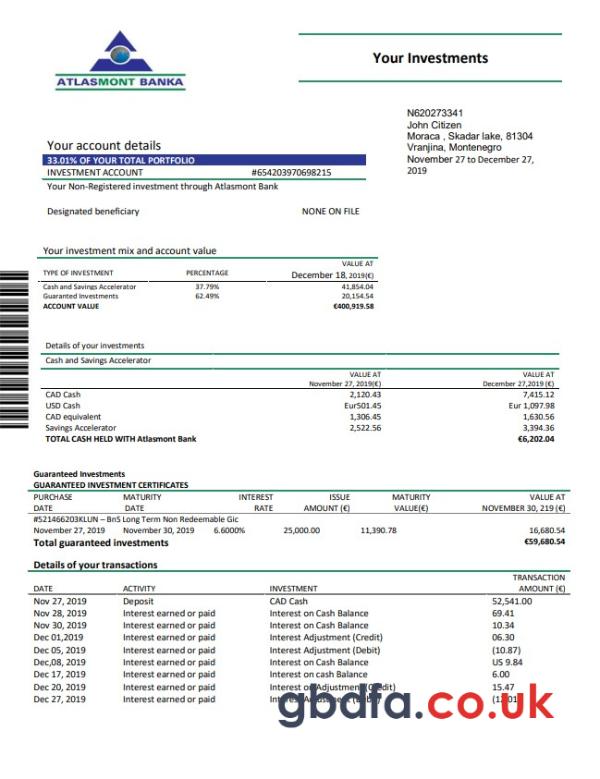 ATLASMONT BANKA
Your Investments
N620273341
John Citizen
Moraca , Skadar lake, 81304
Vranjina, Montenegro
November 27 to December 27,
2019
Your account details
33.01% OF YOUR TOTAL PORTFOLIO
INVESTMENT ACCOUNT #654203970698215
Your Non-Registered investment through Atlasmont Bank
Designated beneficiary NONE ON FILE
Your investment mix and account value
VALUE AT
TYPE OF INVESTMENT PERCENTAGE December 18, 2019(€)
Cash and Savings Accelerator 37.79% 41,854.04
Guaranted Investments 62.49% 20,154.54
ACCOUNT VALUE €400,919.58
Details of your investments
Cash and Savings Accelerator
VALUE AT VALUE AT
November 27, 2019(€) December 27,2019 (€)
CAD Cash 2,120.43 7,415.12
USD Cash Eur501.45 Eur 1,097.98
CAD equivalent 1,306.45 1,630.56
Savings Accelerator 2,522.56 3,394.36
TOTAL CASH HELD WITH Atlasmont Bank €6,202.04
Guaranteed Investments
GUARANTEED INVESTMENT CERTIFICATES
PURCHASE MATURITY INTEREST ISSUE MATURITY VALUE AT
DATE DATE RATE AMOUNT (€) VALUE(€) NOVEMBER 30, 219 (€)
#521466203KLUN – BnS Long Term Non Redeemable Gic
November 27, 2019 November 30, 2019 6.6000% 25,000.00 11,390.78 16,680.54
Total guaranteed investments €59,680.54
Details of your transactions
TRANSACTION
DATE ACTIVITY INVESTMENT AMOUNT (€)
Nov 27, 2019 Deposit CAD Cash 52,541.00
Nov 28, 2019 Interest earned or paid Interest on Cash Balance 69.41
Nov 30, 2019 Interest earned or paid Interest on Cash Balance 10.34
Dec 01,2019 Interest earned or paid Interest Adjustment (Credit) 06.30
Dec 05, 2019 Interest earned or paid Interest Adjustment (Debit) (10.87)
Dec,08, 2019 Interest earned or paid Interest on Cash Balance US 9.84
Dec 17, 2019 Interest earned or paid Interest on cash Balance 6.00
Dec 20, 2019 Interest earned or paid Interest on Adjustment (Credit) 15.47
Dec 27, 2019 Interest earned or paid
gbdfa.co.uk